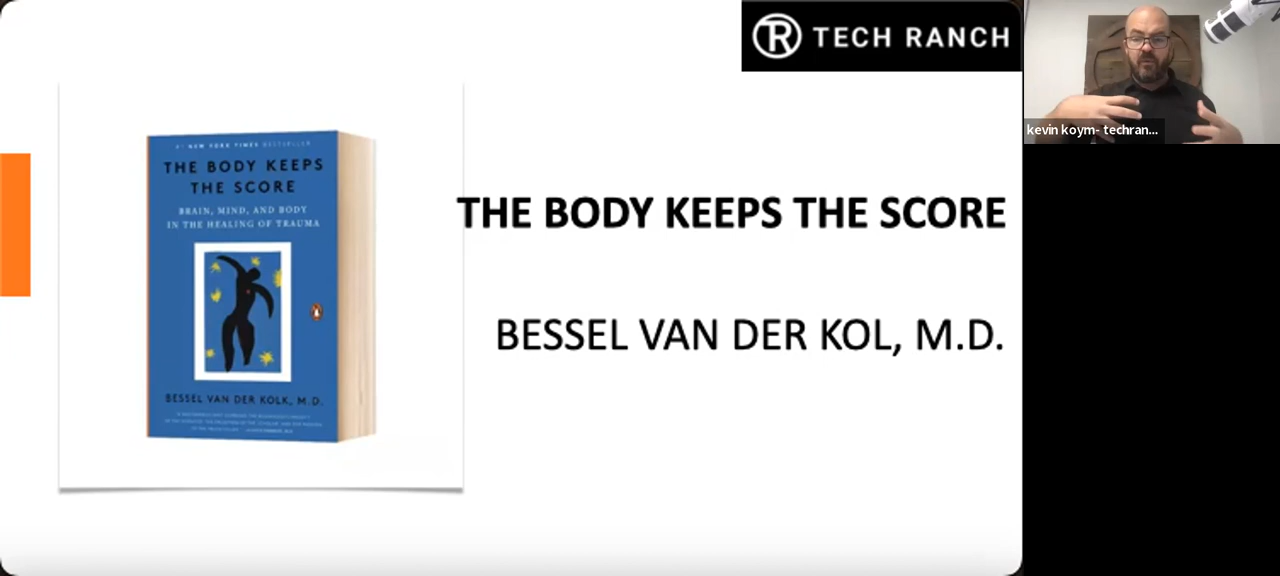 TR TECH RANCH
kevin koym- techran...
#1 NEW YORK TIMES BESTSELLER
THE BODY KEEPS
THE SCORE
BRAIN, MIND, AND BODY
IN THE HEALING OF TRAUMA
BESSEL VAN DER KOLK, M.D.
THE BODY KEEPS THE SCORE
BESSEL VAN DER KOL, M.D.